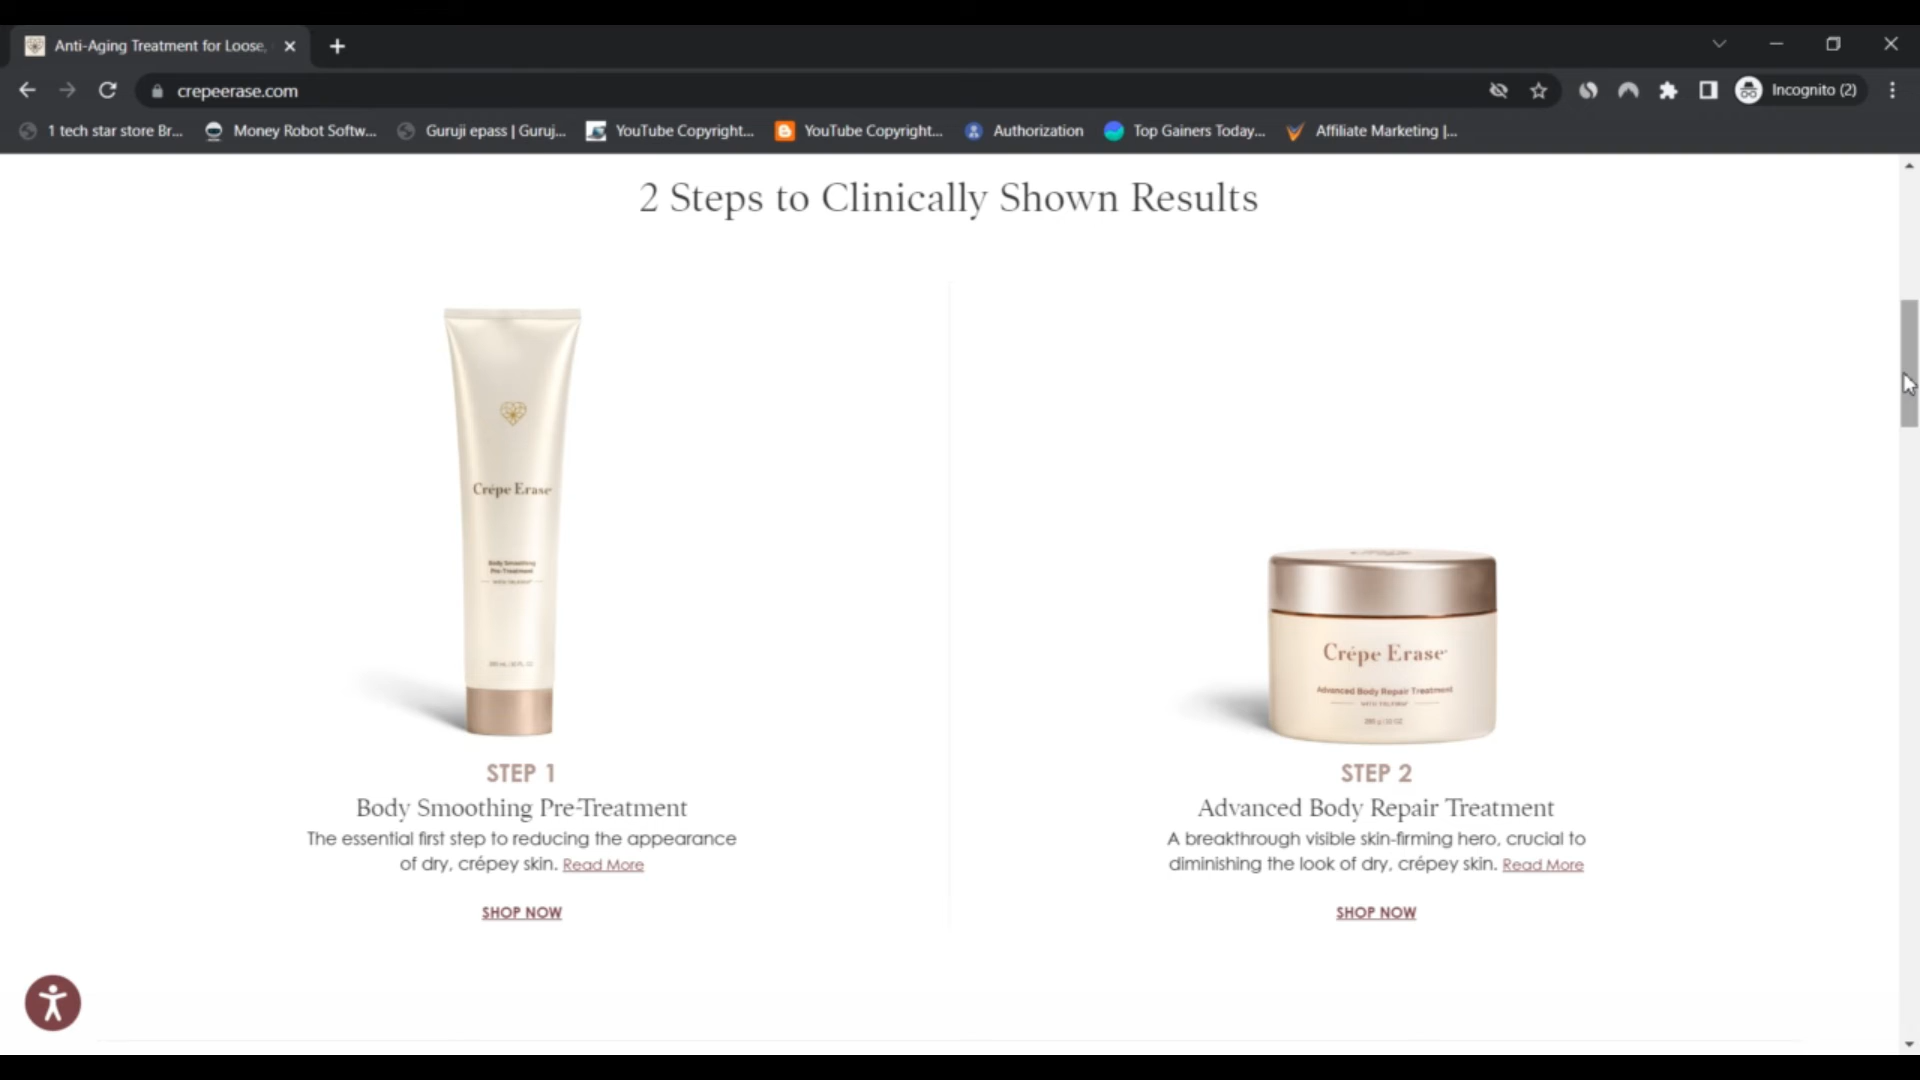 Anti-Aging Treatment for Loose,
crepeerase.com
Incognito (2)
1 tech star store Br...
Money Robot Softw...
Guruji epass | Guruj...
YouTube Copyright...
YouTube Copyright...
Authorization
Top Gainers Today...
Affiliate Marketing |...
2 Steps to Clinically Shown Results
Crépe Erase
Body Smoothing
Pre-Treatment
Crépe Erase
Advanced Body Repair Treatment
STEP 1
Body Smoothing Pre-Treatment
The essential first step to reducing the appearance
of dry, crépey skin. Read More
SHOP NOW
STEP 2
Advanced Body Repair Treatment
A breakthrough visible skin-firming hero, crucial to
diminishing the look of dry, crépey skin. Read More
SHOP NOW